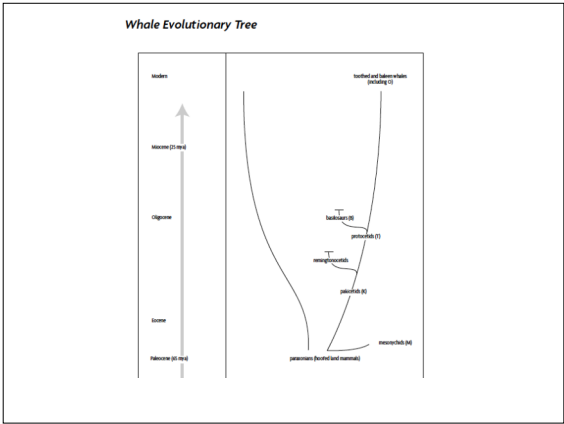 Whale Evolutionary Tree
Modern
toothed and baleen whales
(including O)
Miocene (25 mya)
Oligocene
basilosaurs (B)
protocetids (T)
remingtonocetids
pakicetids (R)
Eocene
mesonychids (M)
Paleocene (65 mya)
paraxonians (hoofed land mammals)